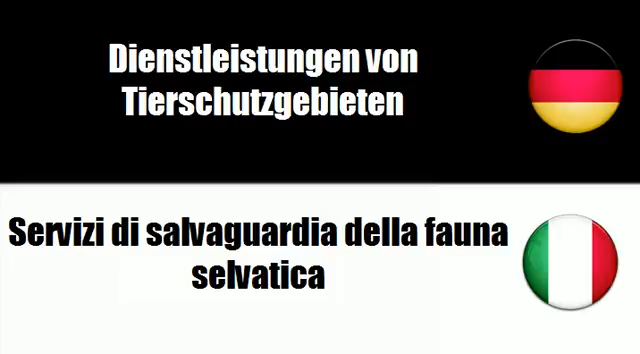 Dienstleistungen von
Tierschutzgebieten
Servizi di salvaguardia della fauna
selvatica